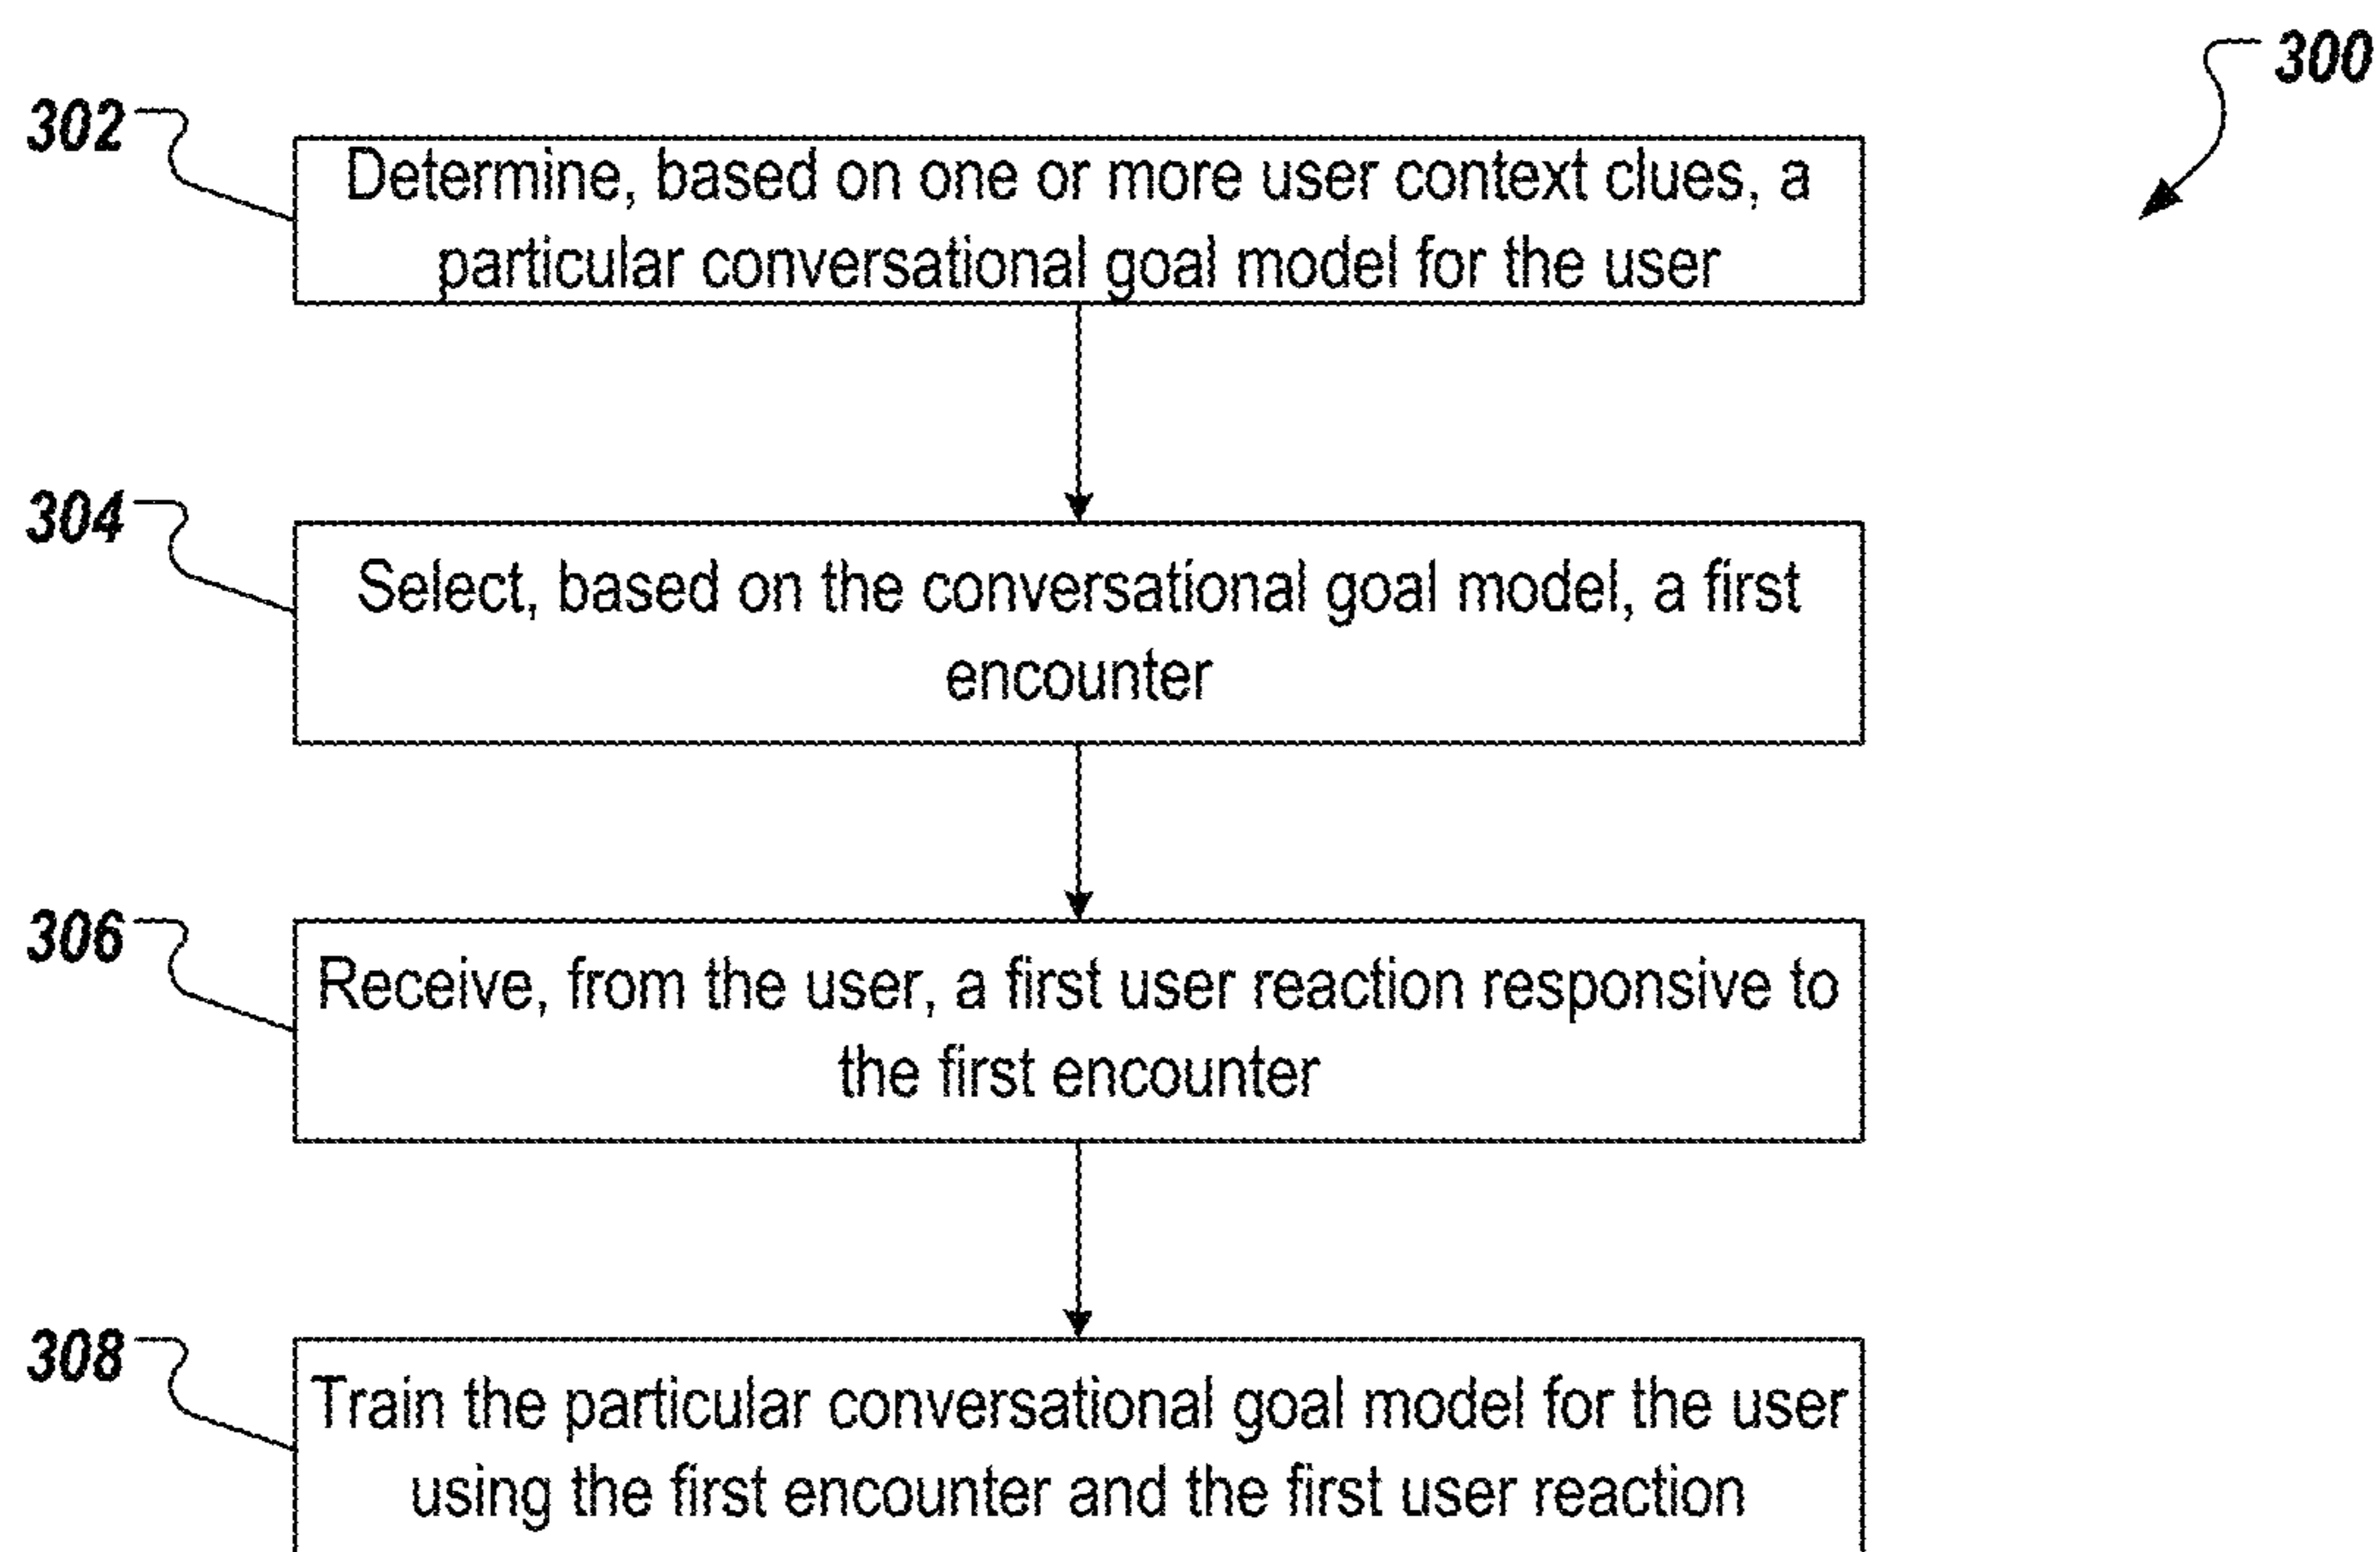 300
302
Determine, based on one or more user context clues, a
particular conversational goal model for the user
304
Select, based on the conversational goal model, a first
encounter
306
Receive, from the user, a first user reaction responsive to
the first encounter
308
Train the particular conversational goal model for the user
using the first encounter and the first user reaction